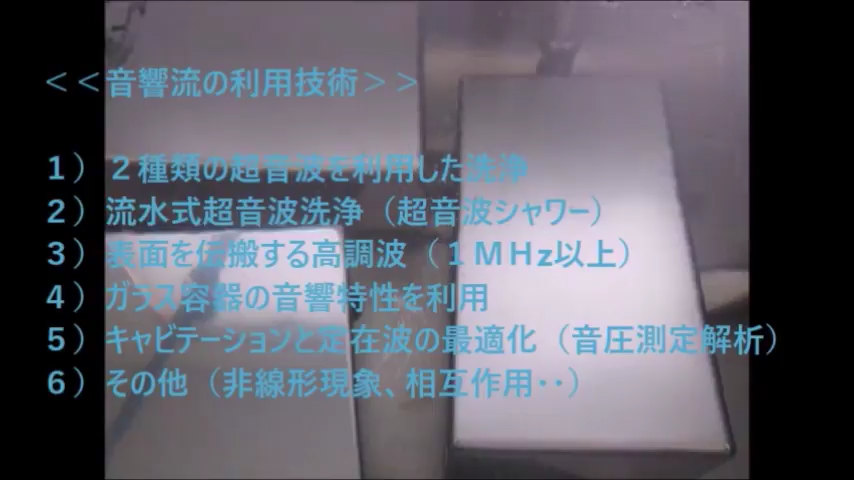 <<音響流の利用技術>>
1）２種類の超音波を利用した洗浄
2）流水式超音波洗浄（超音波シャワー）
3）表面を伝搬する高調波（１ＭＨz以上）
4）ガラス容器の音響特性を利用
5）キャビテーションと定在波の最適化（音圧測定解析）
6）その他（非線形現象、相互作用・・）